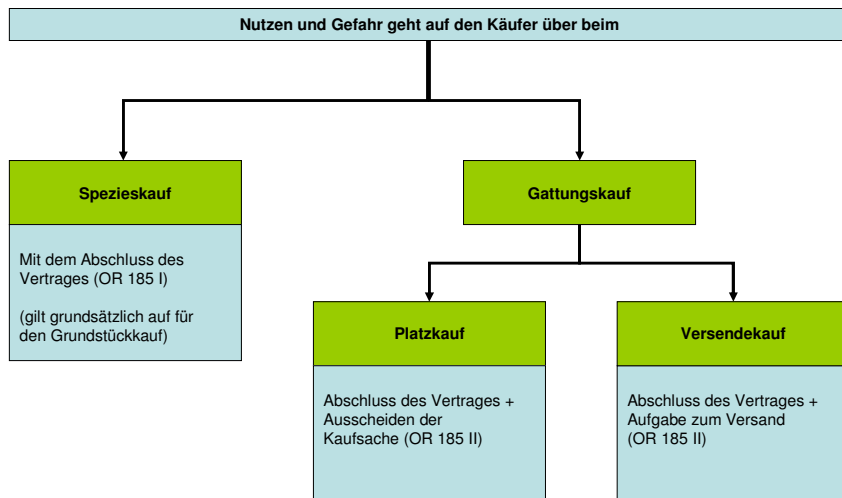 Nutzen und Gefahr geht auf den Käufer über beim
Spezieskauf
Mit dem Abschluss des
Vertrages (OR 185 I)
(gilt grundsätzlich auf für
den Grundstückkauf)
Gattungskauf
Platzkauf
Abschluss des Vertrages +
Ausscheiden der
Kaufsache (OR 185 II)
Versendekauf
Abschluss des Vertrages +
Aufgabe zum Versand
(OR 185 II)